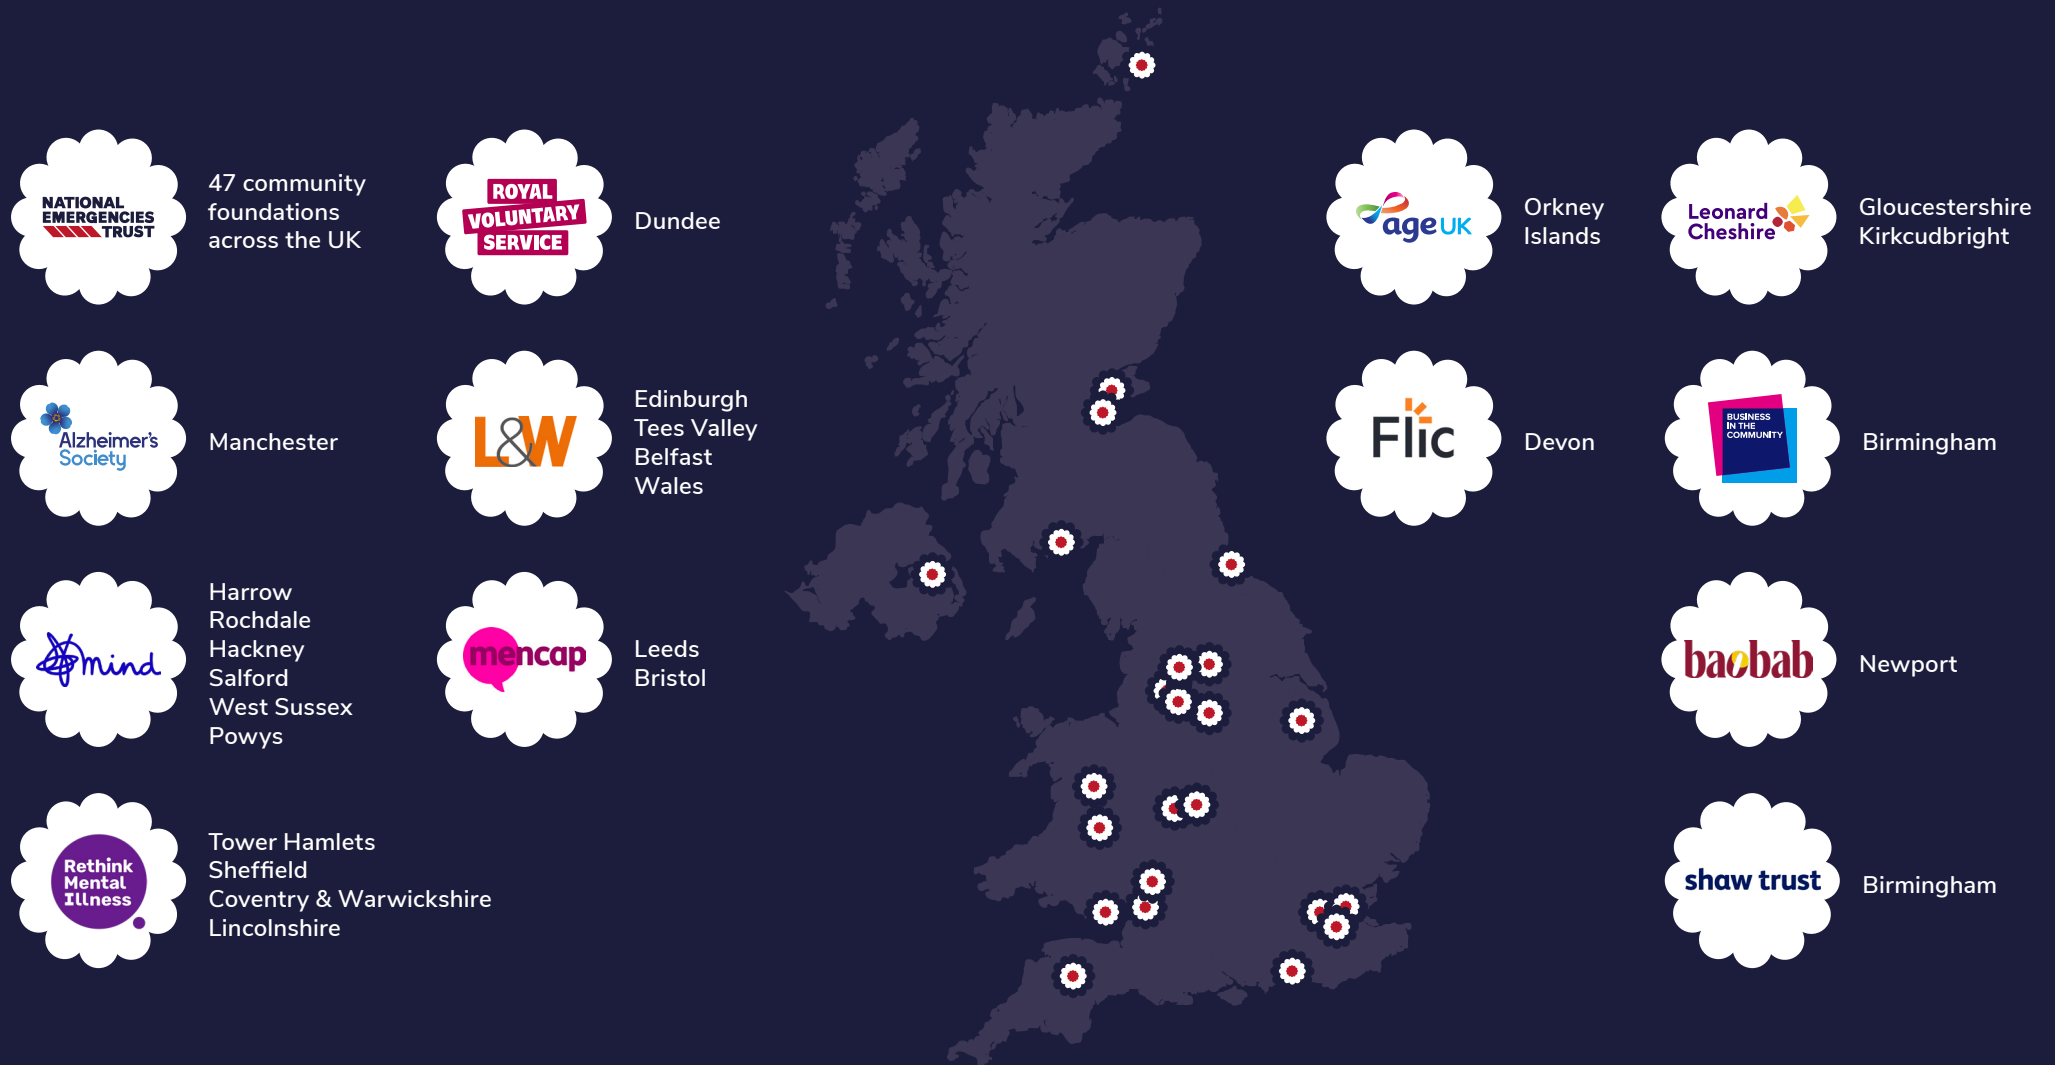 NATIONAL
EMERGENCIES
TRUST
47 community
foundations
across the UK
ROYAL
VOLUNTARY
SERVICE
Dundee
age UK
Orkney
Islands
Leonard
Cheshire
Gloucestershire
Kirkcudbright
Alzheimer's
Society
Manchester
L&W
Edinburgh
Tees Valley
Belfast
Wales
Flic
Devon
BUSINESS
IN THE
COMMUNITY
Birmingham
mind
Harrow
Rochdale
Hackney
Salford
West Sussex
Powys
mencap
Leeds
Bristol
baobab
Newport
Rethink
Mental
Illness
Tower Hamlets
Sheffield
Coventry & Warwickshire
Lincolnshire
shaw trust
Birmingham